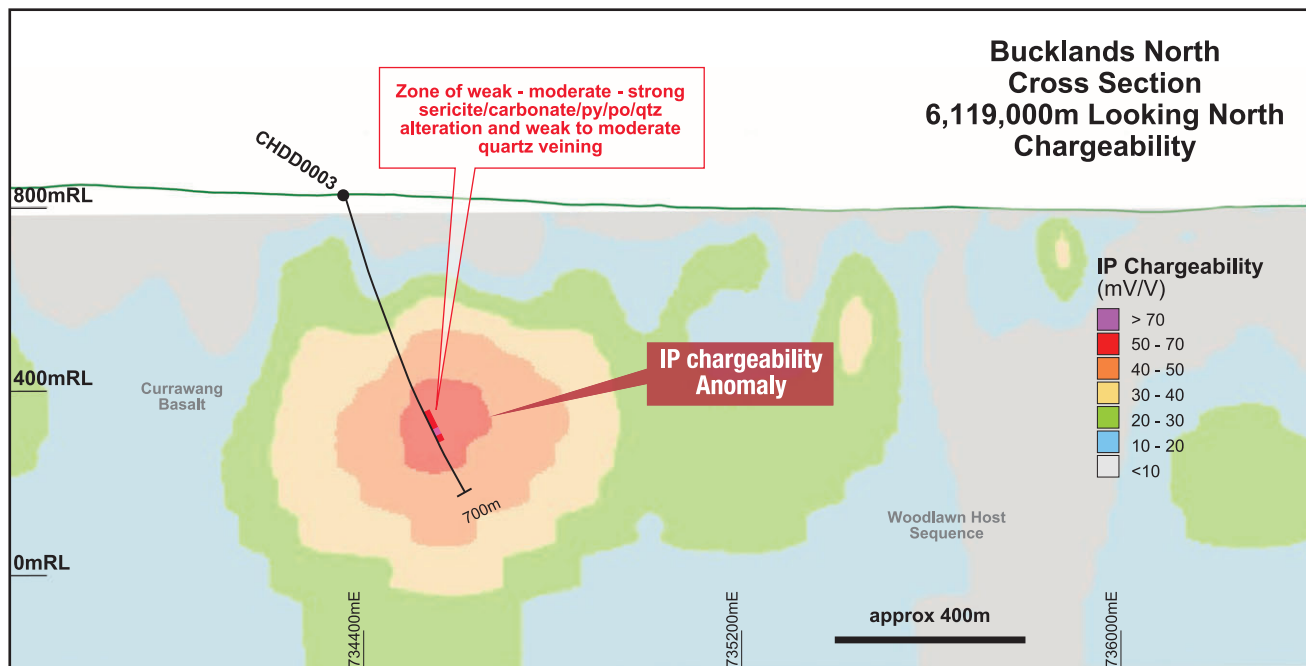 Bucklands North
Cross Section
6,119,000m Looking North
Chargeability
Zone of weak - moderate - strong
sericite/carbonate/py/po/qtz
alteration and weak to moderate
quartz veining
CHDD0003
800mRL
IP Chargeability
(mV/V)
> 70
50 - 70
40 - 50
30 - 40
20 - 30
10 - 20
<10
IP chargeability
Anomaly
400mRL
Currawang
Basalt
700m
Woodlawn Host
Sequence
0mRL
734400mE
735200mE
736000mE
approx 400m